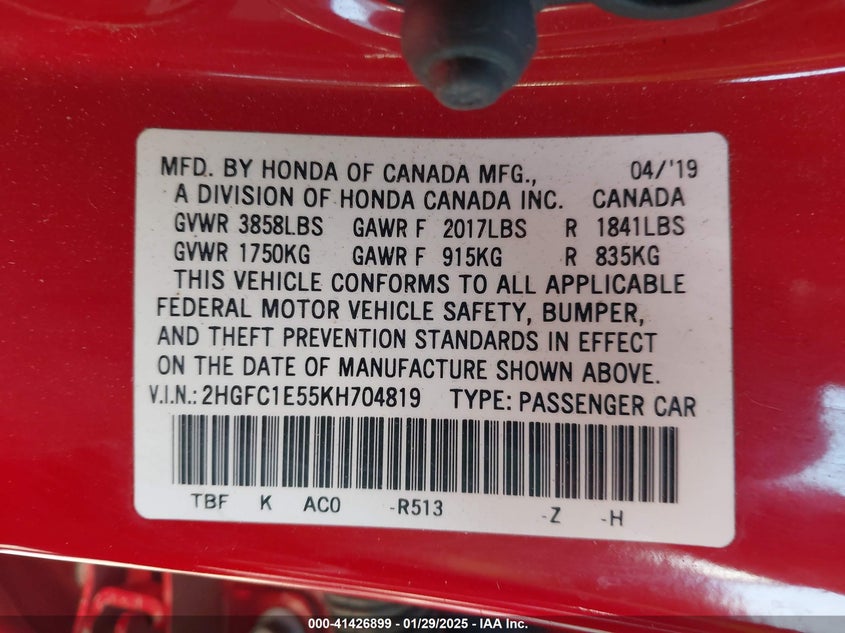 MFD. BY HONDA OF CANADA MFG., 04/'19
A DIVISION OF HONDA CANADA INC. CANADA
GVWR 3858LBS GAWR F 2017LBS R 1841LBS
GVWR 1750KG GAWR F 915KG R 835KG
THIS VEHICLE CONFORMS TO ALL APPLICABLE
FEDERAL MOTOR VEHICLE SAFETY, BUMPER,
AND THEFT PREVENTION STANDARDS IN EFFECT
ON THE DATE OF MANUFACTURE SHOWN ABOVE.
V.I.N.: 2HGFC1E55KH704819 TYPE: PASSENGER CAR
TBF K AC0 -R513 -Z -H
000-41426899 - 01/29/2025 - IAA Inc.